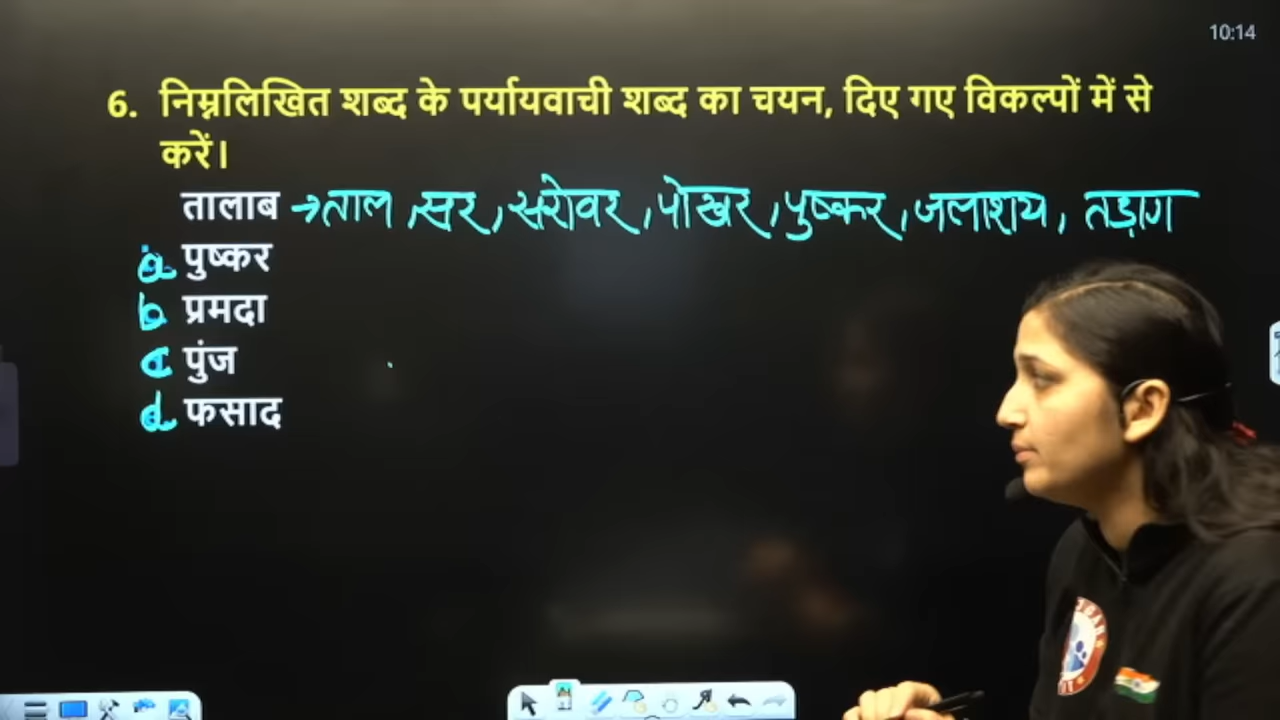 10:14
6. निम्नलिखित शब्द के पर्यायवाची शब्द का चयन, दिए गए विकल्पों में से
करें।
तालाब → ताल, सर, सरोवर, पोखर, पुष्कर, जलाशय, तड़ाग
a. पुष्कर
b प्रमदा
c पुंज
d. फसाद